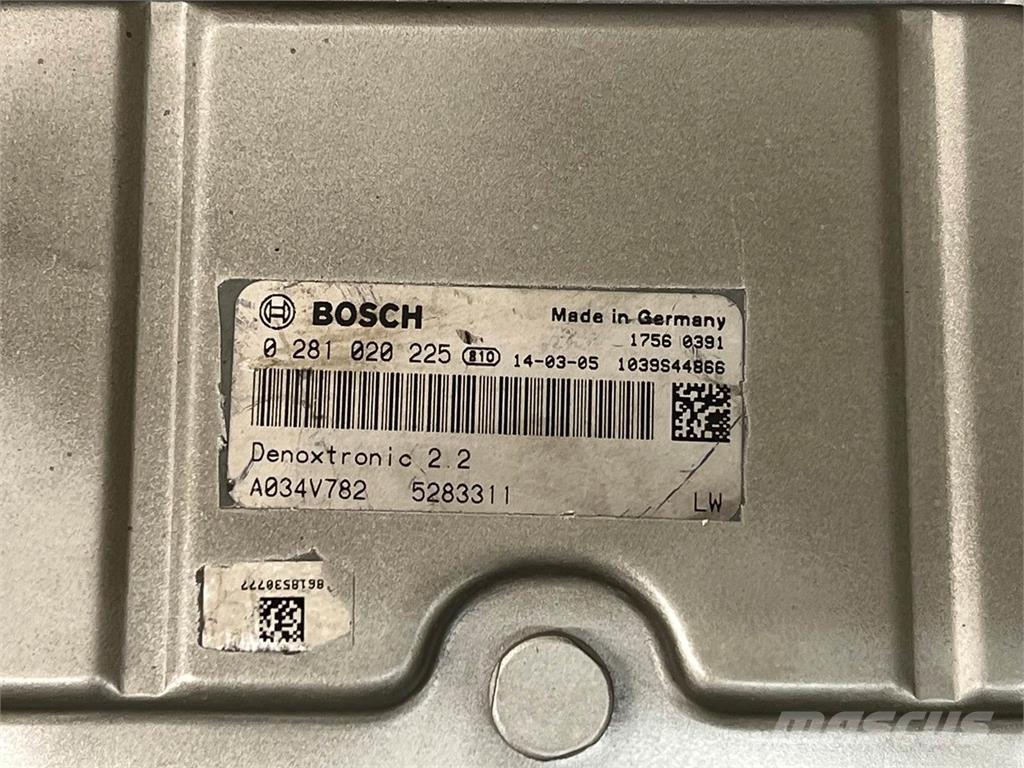 BOSCH Made in Germany
1756 0391
0 281 020 225 810 14-03-05 1039S44866
Denoxtronic 2.2
A034V782 5283311
LW
8618530777
mascus